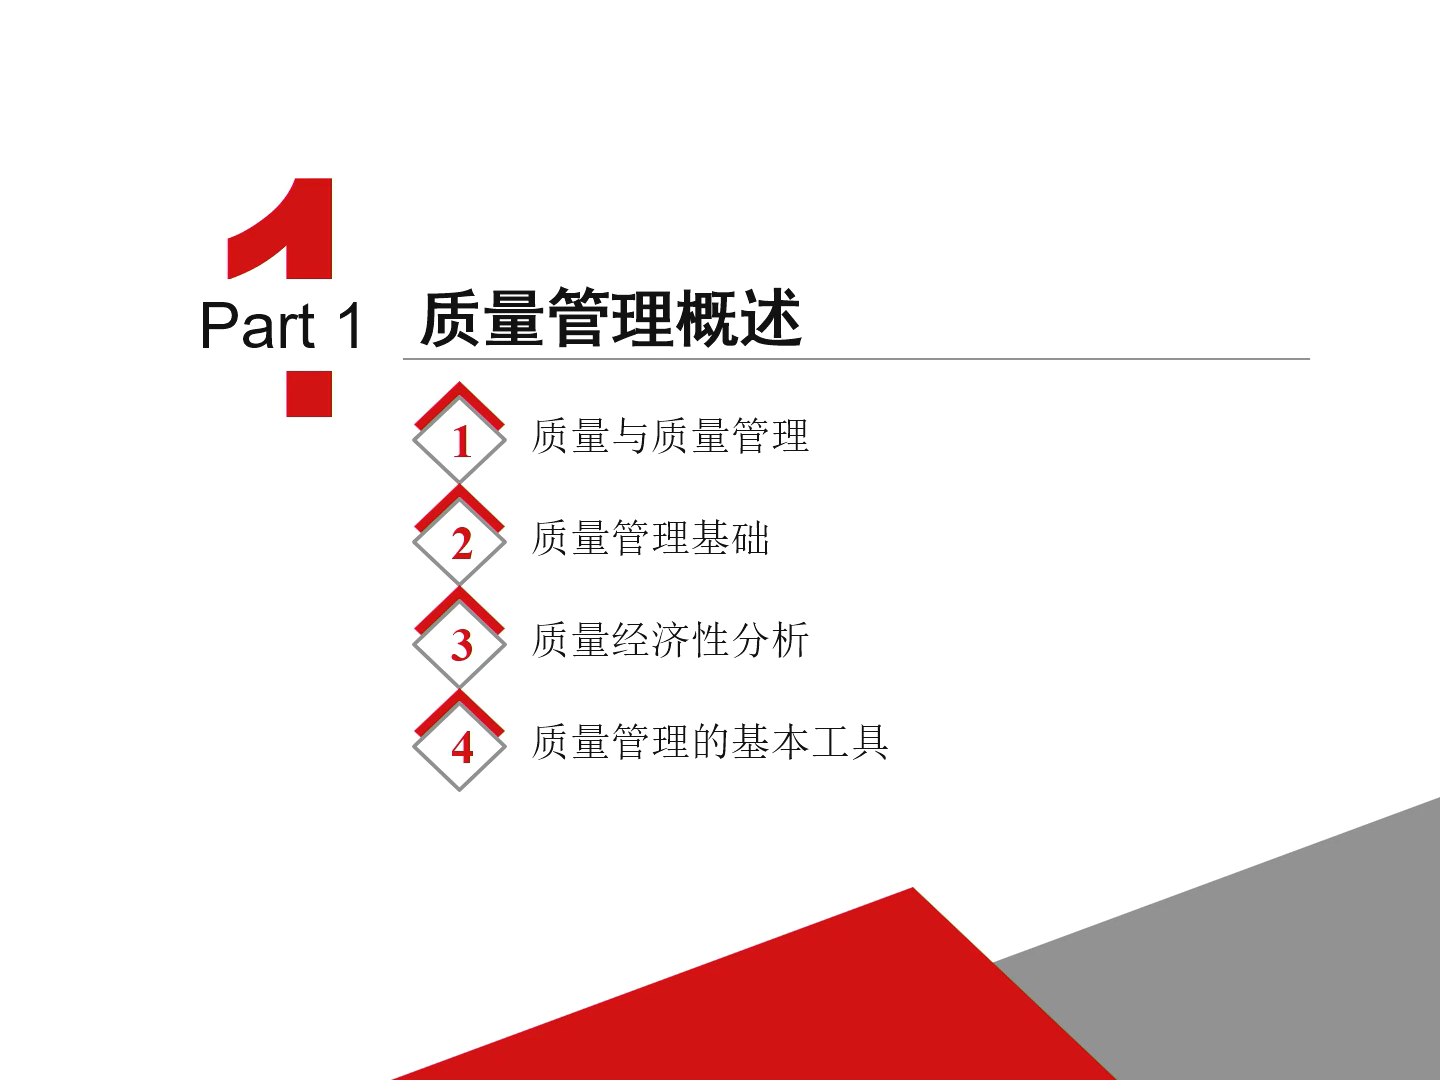 1
Part 1
质量管理概述
1 质量与质量管理
2 质量管理基础
3 质量经济性分析
4 质量管理的基本工具